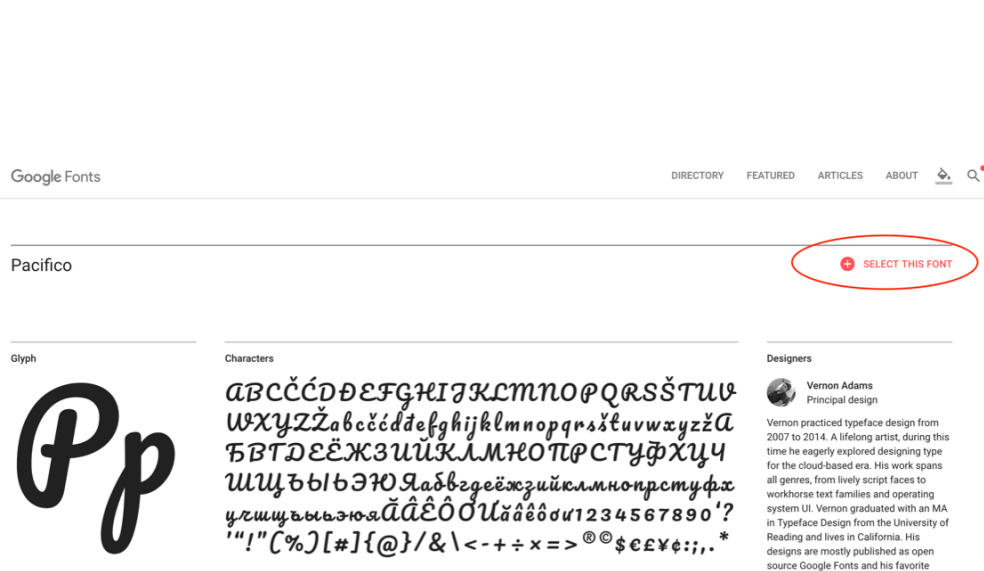 Google Fonts
DIRECTORY FEATURED ARTICLES ABOUT
Pacifico
SELECT THIS FONT
Glyph
Pp
Characters
ABCČĆDĐEFGHIJKLMNOPQRSŠTUV
WXYZŽabcčćdđefghijklmnopqrsštuvwxyzžА
БВГДЕЁЖЗИЙКЛМНОПРСТУФХЦЧ
ШЩЪЫЬЭЮЯабвгдеёжзийклмнопрстуфх
цчшщъыьэюяĂÂÊÔƠƯăâêôơư1234567890‘?
’“!”(%)[#]{@}/&\<-+÷×=>®©$€£¥¢:;,.*
Designers
Vernon Adams
Principal design
Vernon practiced typeface design from
2007 to 2014. A lifelong artist, during this
time he eagerly explored designing type
for the cloud-based era. His work spans
all genres, from lively script faces to
workhorse text families and operating
system UI. Vernon graduated with an MA
in Typeface Design from the University of
Reading and lives in California. His
designs are mostly published as open
source Google Fonts and his favorite